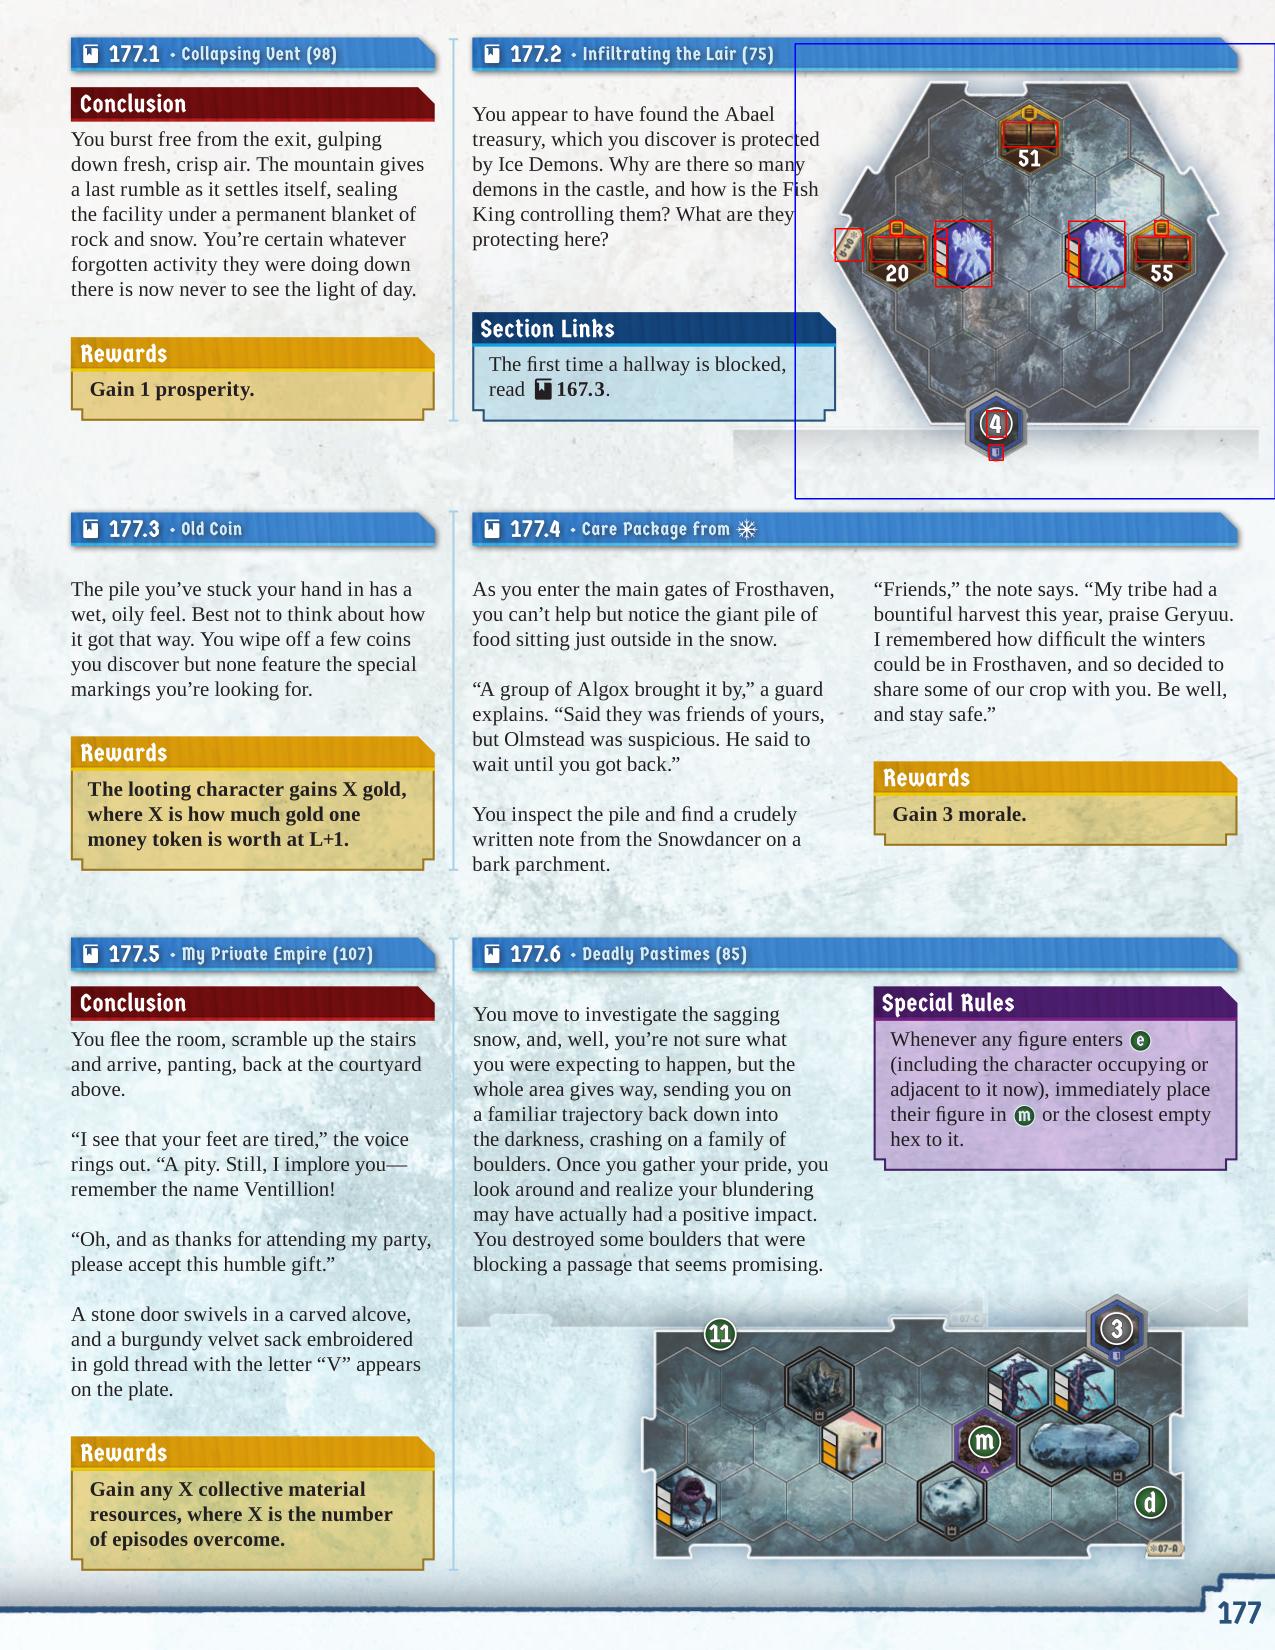 177.1 • Collapsing Vent (98)
Conclusion
You burst free from the exit, gulping
down fresh, crisp air. The mountain gives
a last rumble as it settles itself, sealing
the facility under a permanent blanket of
rock and snow. You’re certain whatever
forgotten activity they were doing down
there is now never to see the light of day.
Rewards
Gain 1 prosperity.
177.2 • Infiltrating the Lair (75)
You appear to have found the Abael
treasury, which you discover is protected
by Ice Demons. Why are there so many
demons in the castle, and how is the Fish
King controlling them? What are they
protecting here?
Section Links
The first time a hallway is blocked,
read 167.3.
51
20
55
4
177.3 • Old Coin
The pile you’ve stuck your hand in has a
wet, oily feel. Best not to think about how
it got that way. You wipe off a few coins
you discover but none feature the special
markings you’re looking for.
Rewards
The looting character gains X gold,
where X is how much gold one
money token is worth at L+1.
177.4 • Care Package from
As you enter the main gates of Frosthaven,
you can’t help but notice the giant pile of
food sitting just outside in the snow.
“A group of Algox brought it by,” a guard
explains. “Said they was friends of yours,
but Olmstead was suspicious. He said to
wait until you got back.”
You inspect the pile and find a crudely
written note from the Snowdancer on a
bark parchment.
“Friends,” the note says. “My tribe had a
bountiful harvest this year, praise Geryuu.
I remembered how difficult the winters
could be in Frosthaven, and so decided to
share some of our crop with you. Be well,
and stay safe.”
Rewards
Gain 3 morale.
177.5 • My Private Empire (107)
Conclusion
You flee the room, scramble up the stairs
and arrive, panting, back at the courtyard
above.
“I see that your feet are tired,” the voice
rings out. “A pity. Still, I implore you—
remember the name Ventillion!
“Oh, and as thanks for attending my party,
please accept this humble gift.”
A stone door swivels in a carved alcove,
and a burgundy velvet sack embroidered
in gold thread with the letter “V” appears
on the plate.
Rewards
Gain any X collective material
resources, where X is the number
of episodes overcome.
177.6 • Deadly Pastimes (85)
You move to investigate the sagging
snow, and, well, you’re not sure what
you were expecting to happen, but the
whole area gives way, sending you on
a familiar trajectory back down into
the darkness, crashing on a family of
boulders. Once you gather your pride, you
look around and realize your blundering
may have actually had a positive impact.
You destroyed some boulders that were
blocking a passage that seems promising.
Special Rules
Whenever any figure enters e
(including the character occupying or
adjacent to it now), immediately place
their figure in m or the closest empty
hex to it.
07-C
11
3
m
d
07-A
177